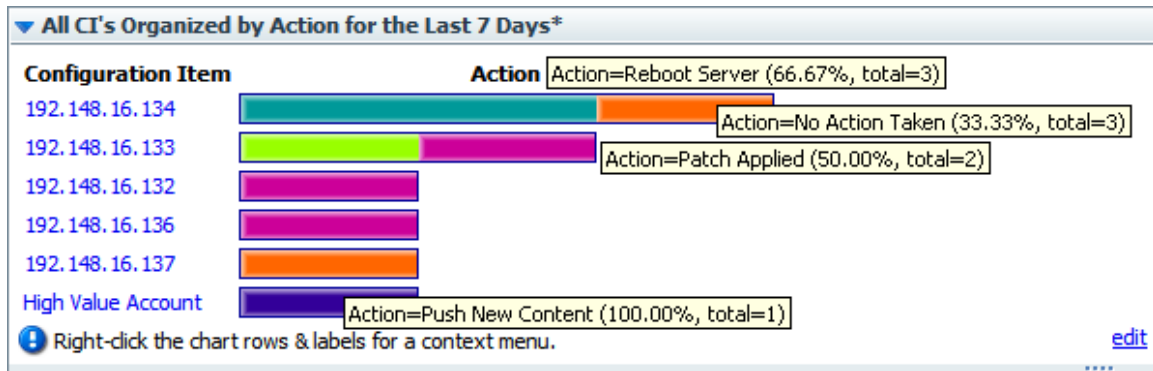 All CI's Organized by Action for the Last 7 Days*
Configuration Item
Action
Action=Reboot Server (66.67%, total=3)
192.148.16.134
Action=No Action Taken (33.33%, total=3)
192.148.16.133
Action=Patch Applied (50.00%, total=2)
192.148.16.132
192.148.16.136
192.148.16.137
High Value Account
Action=Push New Content (100.00%, total=1)
Right-click the chart rows & labels for a context menu.
edit